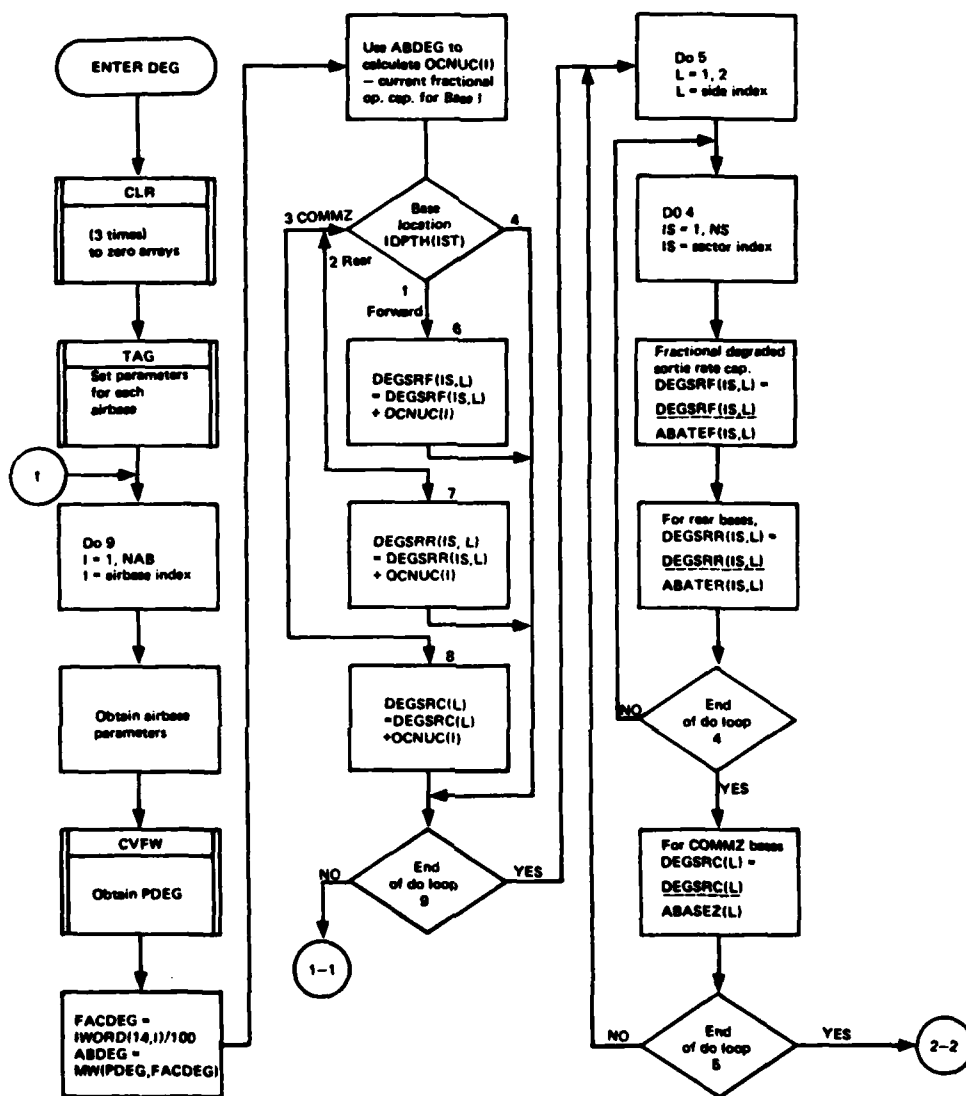 ENTER DEG
CLR
(3 times)
to zero arrays
TAG
Set parameters
for each
airbase
1
Do 9
I = 1, NAB
I = airbase index
Obtain airbase
parameters
CVFW
Obtain PDEG
FACDEG =
IWORD(14,I)/100
ABDEG =
MW(PDEG,FACDEG)
Use ABDEG to
calculate OCNUC(I)
— current fractional
op. cap. for Base I
Base
location
IDPTH(IST)
3 COMMZ
4
2 Rear
1
Forward
6
DEGSRF(IS,L)
= DEGSRF(IS,L)
+ OCNUC(I)
7
DEGSRR(IS, L)
= DEGSRR(IS,L)
+ OCNUC(I)
8
DEGSRC(L)
=DEGSRC(L)
+OCNUC(I)
End
of do loop
9
NO
YES
1-1
Do 5
L = 1, 2
L = side index
DO 4
IS = 1, NS
IS = sector index
Fractional degraded
sortie rate cap.
DEGSRF(IS,L) =
DEGSRF(IS,L)
ABATEF(IS,L)
For rear bases,
DEGSRR(IS,L) =
DEGSRR(IS,L)
ABATER(IS,L)
End
of do loop
4
NO
YES
For COMMZ bases
DEGSRC(L) =
DEGSRC(L)
ABASEZ(L)
End
of do loop
5
NO
YES
2-2